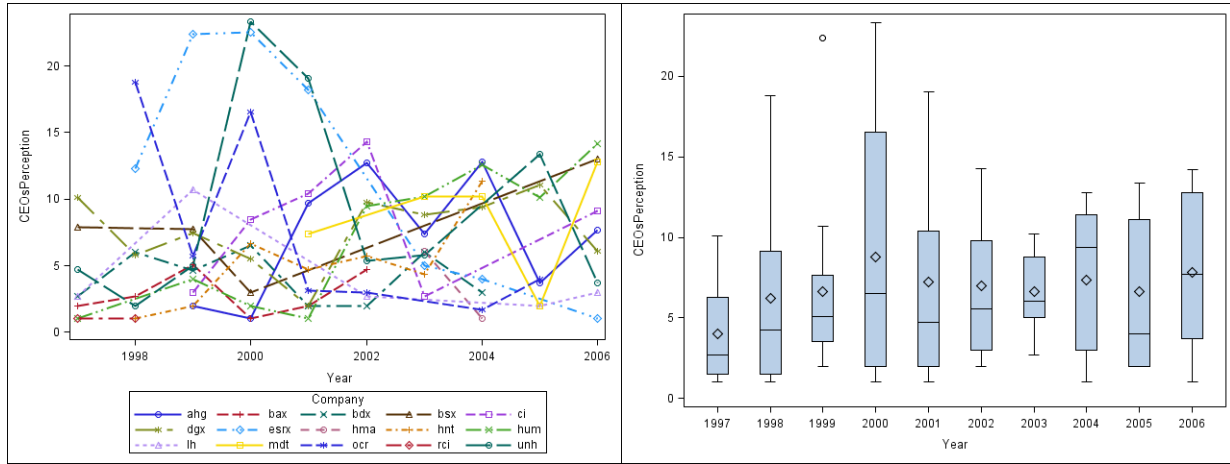 20
15
10
5
0
CEOsPerception
1998 2000 2002 2004 2006
Year
Company
ahg bax bdx bsx ci
dgx esrx hma hnt hum
lh mdt ocr rci unh
20
15
10
5
0
CEOsPerception
1997 1998 1999 2000 2001 2002 2003 2004 2005 2006
Year